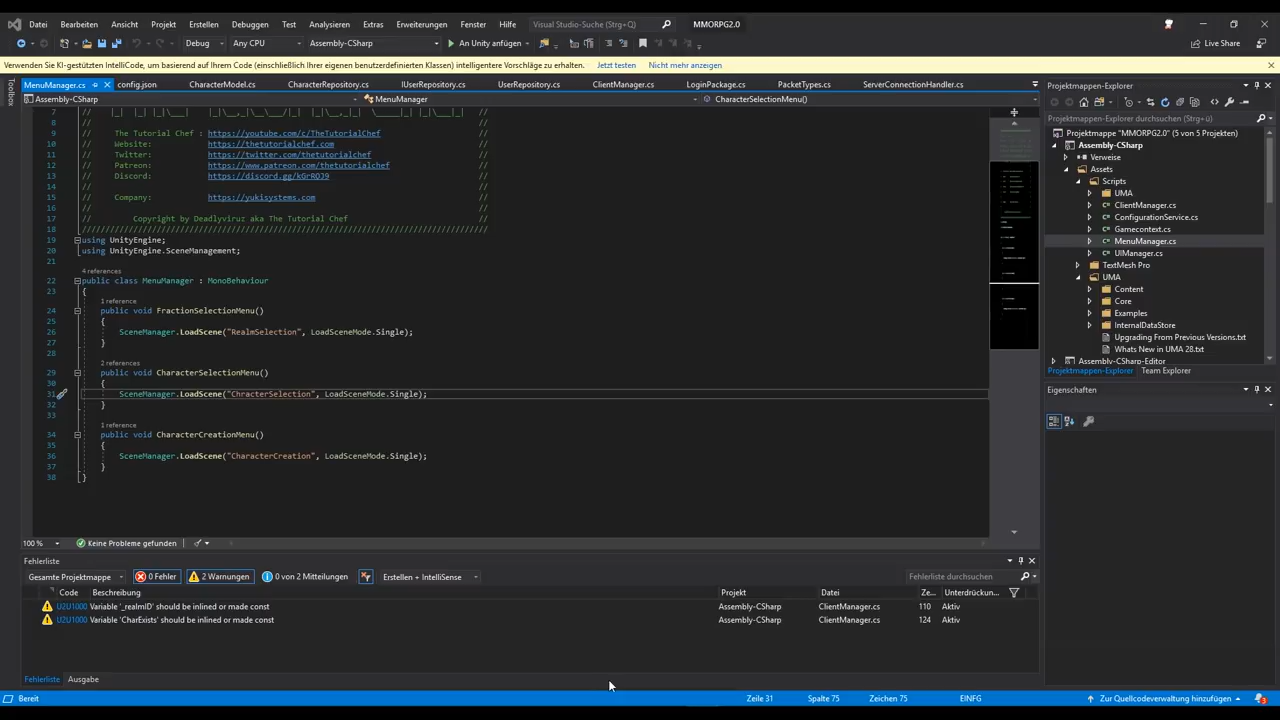 Datei Bearbeiten Ansicht Projekt Erstellen Debuggen Test Analysieren Extras Erweiterungen Fenster Hilfe Visual Studio-Suche (Strg+Q) MMORPG2.0
Debug Any CPU Assembly-CSharp An Unity anfügen Live Share
Verwenden Sie KI-gestützten IntelliCode, um basierend auf Ihrem Code (einschließlich Ihrer eigenen benutzerdefinierten Klassen) intelligentere Vorschläge zu erhalten. Jetzt testen Nicht mehr anzeigen
Toolbox
MenuManager.cs config.json CharacterModel.cs CharacterRepository.cs IUserRepository.cs UserRepository.cs ClientManager.cs LoginPackage.cs PacketTypes.cs ServerConnectionHandler.cs
Assembly-CSharp MenuManager CharacterSelectionMenu()
7
8 //
9 // The Tutorial Chef : https://youtube.com/c/TheTutorialChef //
10 // Website: https://thetutorialchef.com //
11 // Twitter: https://twitter.com/thetutorialchef //
12 // Patreon: https://www.patreon.com/thetutorialchef //
13 // Discord: https://discord.gg/kGrRQJ9 //
14 // //
15 // Company: https://yukisystems.com //
16 // //
17 // Copyright by Deadlyviruz aka The Tutorial Chef //
18 ////////////////////////////////////////////////////////////////////////
19 using UnityEngine;
20 using UnityEngine.SceneManagement;
21
4 references
22 public class MenuManager : MonoBehaviour
23 {
1 reference
24 public void FractionSelectionMenu()
25 {
26 SceneManager.LoadScene("RealmSelection", LoadSceneMode.Single);
27 }
28
2 references
29 public void CharacterSelectionMenu()
30 {
31 SceneManager.LoadScene("ChracterSelection", LoadSceneMode.Single);
32 }
33
1 reference
34 public void CharacterCreationMenu()
35 {
36 SceneManager.LoadScene("CharacterCreation", LoadSceneMode.Single);
37 }
38 }
100 % Keine Probleme gefunden
Fehlerliste
Gesamte Projektmappe 0 Fehler 2 Warnungen 0 von 2 Mitteilungen Erstellen + IntelliSense Fehlerliste durchsuchen
Code Beschreibung Projekt Datei Ze... Unterdrückun...
U2U1000 Variable '_realmID' should be inlined or made const Assembly-CSharp ClientManager.cs 110 Aktiv
U2U1000 Variable 'CharExists' should be inlined or made const Assembly-CSharp ClientManager.cs 124 Aktiv
Fehlerliste Ausgabe
Projektmappen-Explorer
Projektmappen-Explorer durchsuchen (Strg+ü)
Projektmappe "MMORPG2.0" (5 von 5 Projekten)
Assembly-CSharp
Verweise
Assets
Scripts
UMA
ClientManager.cs
ConfigurationService.cs
Gamecontext.cs
MenuManager.cs
UIManager.cs
TextMesh Pro
UMA
Content
Core
Examples
InternalDataStore
Upgrading From Previous Versions.txt
Whats New in UMA 28.txt
Assembly-CSharp-Editor
Projektmappen-Explorer Team Explorer
Eigenschaften
Bereit Zeile 31 Spalte 75 Zeichen 75 EINFG Zur Quellcodeverwaltung hinzufügen